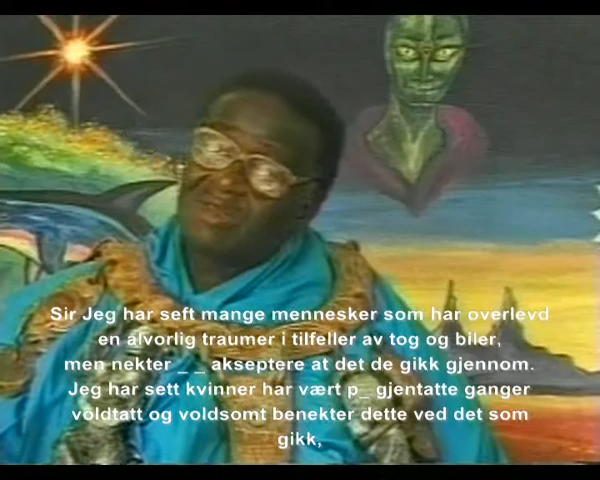 Sir Jeg har seft mange mennesker som har overlevd
en alvorlig traumer i tilfeller av tog og biler,
men nekter _ _ akseptere at det de gikk gjennom.
Jeg har sett kvinner har vært p_ gjentatte ganger
voldtatt og voldsomt benekter dette ved det som
gikk,